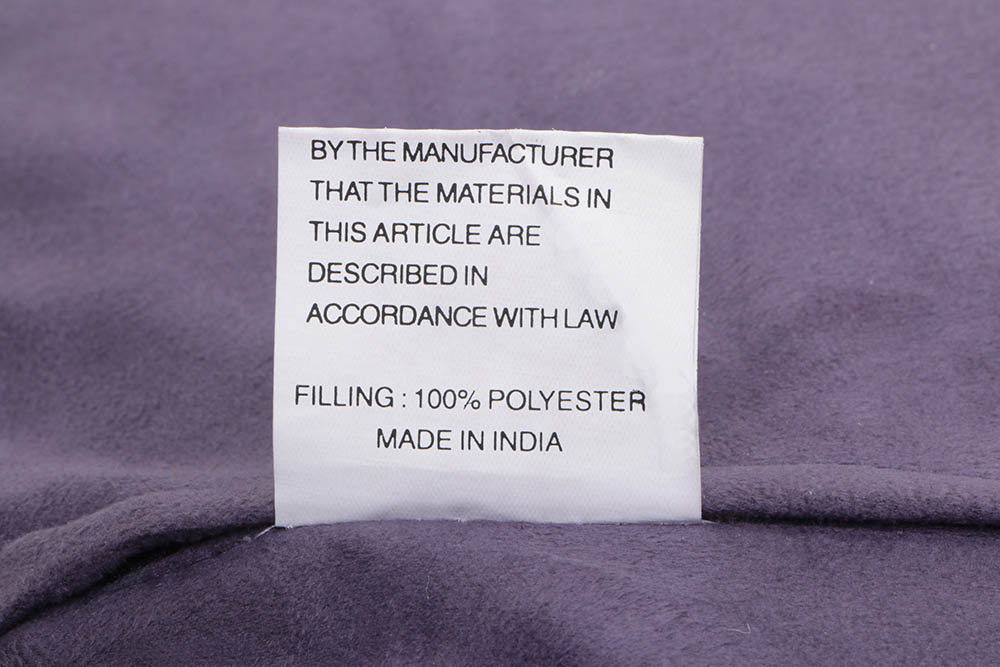 BY THE MANUFACTURER
THAT THE MATERIALS IN
THIS ARTICLE ARE
DESCRIBED IN
ACCORDANCE WITH LAW
FILLING : 100% POLYESTER
MADE IN INDIA